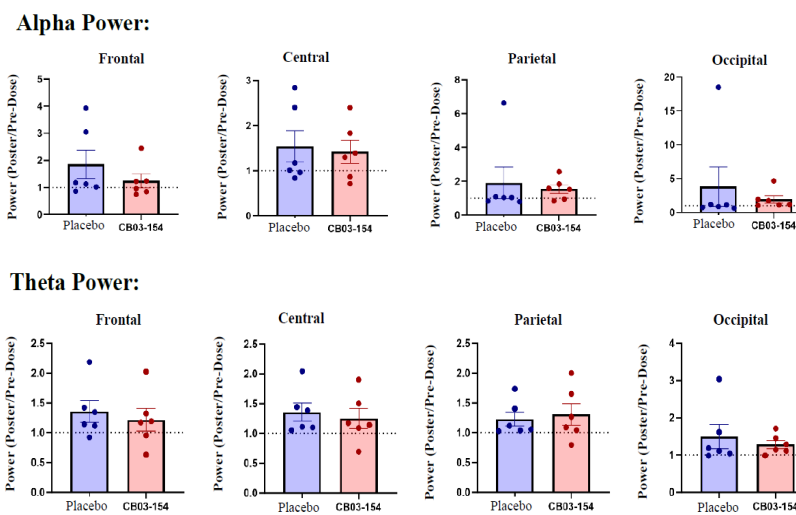 Alpha Power:
Frontal
Central
Parietal
Occipital
Power (Poster/Pre-Dose)
5
4
3
2
1
0
Placebo
CB03-154
Power (Poster/Pre-Dose)
3
2
1
0
Placebo
CB03-154
Power (Poster/Pre-Dose)
8
6
4
2
0
Placebo
CB03-154
Power (Poster/Pre-Dose)
20
15
10
5
0
Placebo
CB03-154
Theta Power:
Frontal
Central
Parietal
Occipital
Power (Poster/Pre-Dose)
2.5
2.0
1.5
1.0
0.5
0.0
Placebo
CB03-154
Power (Poster/Pre-Dose)
2.5
2.0
1.5
1.0
0.5
0.0
Placebo
CB03-154
Power (Poster/Pre-Dose)
2.5
2.0
1.5
1.0
0.5
0.0
Placebo
CB03-154
Power (Poster/Pre-Dose)
4
3
2
1
0
Placebo
CB03-154